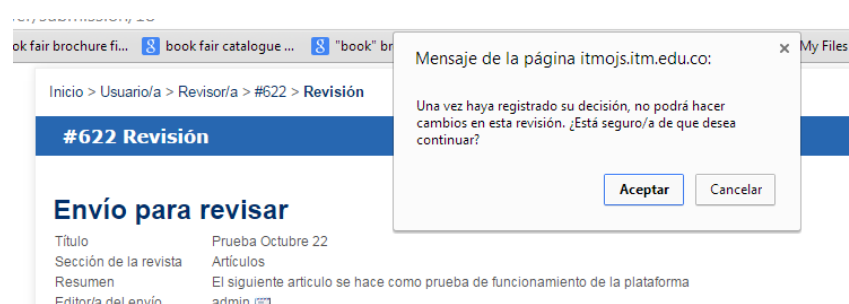 ok fair brochure fi... book fair catalogue ... "book" br
My Files
Mensaje de la página itmojs.itm.edu.co:
Una vez haya registrado su decisión, no podrá hacer
cambios en esta revisión. ¿Está seguro/a de que desea
continuar?
Aceptar Cancelar
Inicio > Usuario/a > Revisor/a > #622 > Revisión
#622 Revisión
Envío para revisar
Título Prueba Octubre 22
Sección de la revista Artículos
Resumen El siguiente articulo se hace como prueba de funcionamiento de la plataforma
Editor/a del envío admin